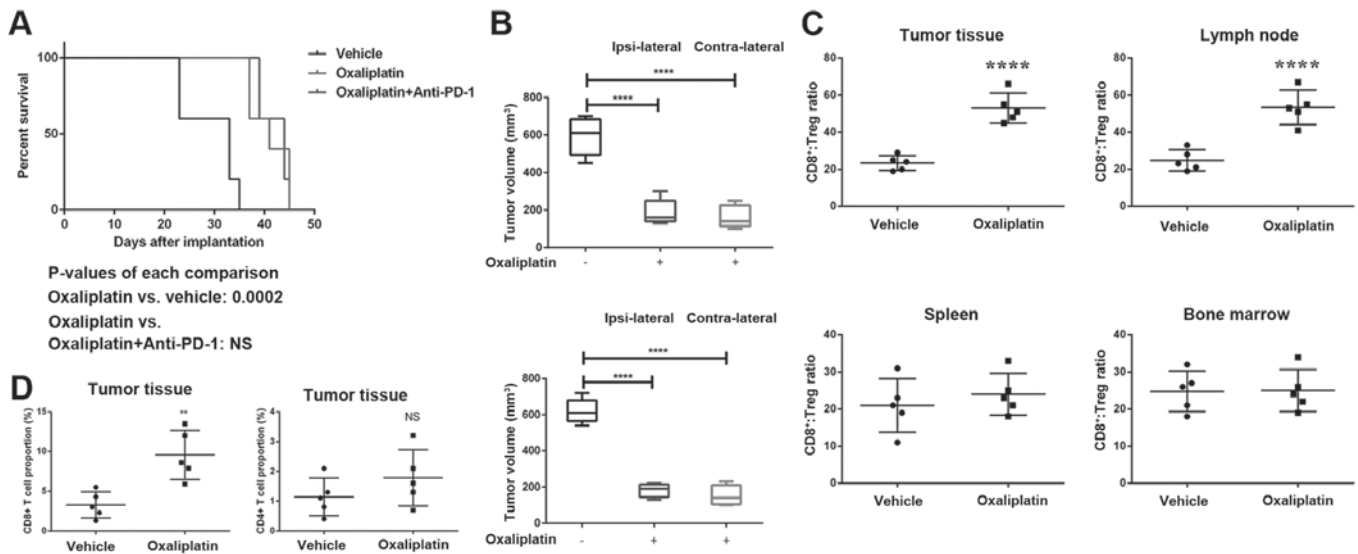 A
100
50
0
Percent survival
0 10 20 30 40 50
Days after implantation
Vehicle
Oxaliplatin
Oxaliplatin+Anti-PD-1
P-values of each comparison
Oxaliplatin vs. vehicle: 0.0002
Oxaliplatin vs.
Oxaliplatin+Anti-PD-1: NS
B
Ipsi-lateral Contra-lateral
****
****
800
600
400
200
0
Tumor volume (mm³)
Oxaliplatin - + +
Ipsi-lateral Contra-lateral
****
****
800
600
400
200
0
Tumor volume (mm³)
Oxaliplatin - + +
C
Tumor tissue
****
80
60
40
20
0
CD8⁺:Treg ratio
Vehicle Oxaliplatin
Lymph node
****
80
60
40
20
0
CD8⁺:Treg ratio
Vehicle Oxaliplatin
Spleen
40
30
20
10
0
CD8⁺:Treg ratio
Vehicle Oxaliplatin
Bone marrow
40
30
20
10
0
CD8⁺:Treg ratio
Vehicle Oxaliplatin
D
Tumor tissue
**
15
10
5
0
CD8+ T cell proportion (%)
Vehicle Oxaliplatin
Tumor tissue
NS
4
3
2
1
0
CD4+ T cell proportion (%)
Vehicle Oxaliplatin